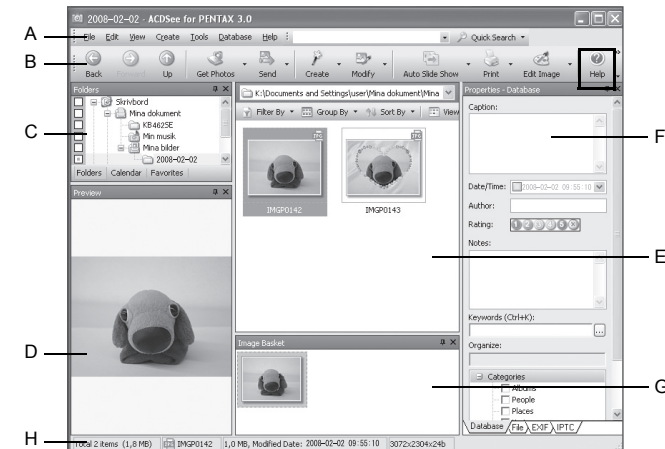 2008-02-02 - ACDSee for PENTAX 3.0
A
File Edit View Create Tools Database Help
Quick Search
B
Back Forward Up Get Photos Send Create Modify Auto Slide Show Print Edit Image Help
Folders
Skrivbord
Mina dokument
KB4625E
Min musik
Mina bilder
2008-02-02
C
Folders Calendar Favorites
K:\Documents and Settings\user\Mina dokument\Mina
Filter By Group By Sort By View
JPG
JPG
IMGP0142
IMGP0143
Properties - Database
Caption:
F
Date/Time: 2008-02-02 09:55:10
Author:
Rating:
Notes:
E
Keywords (Ctrl+K):
...
Organize:
Categories
Albums
People
Places
Database File EXIF IPTC
Preview
D
Image Basket
G
H
Total 2 items (1,8 MB) IMGP0142 1,0 MB, Modified Date: 2008-02-02 09:55:10 3072x2304x24b